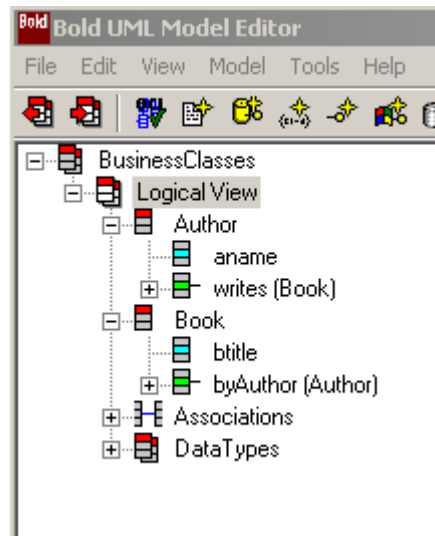 Bold Bold UML Model Editor
File Edit View Model Tools Help
BusinessClasses
Logical View
Author
aname
writes (Book)
Book
btitle
byAuthor (Author)
Associations
DataTypes